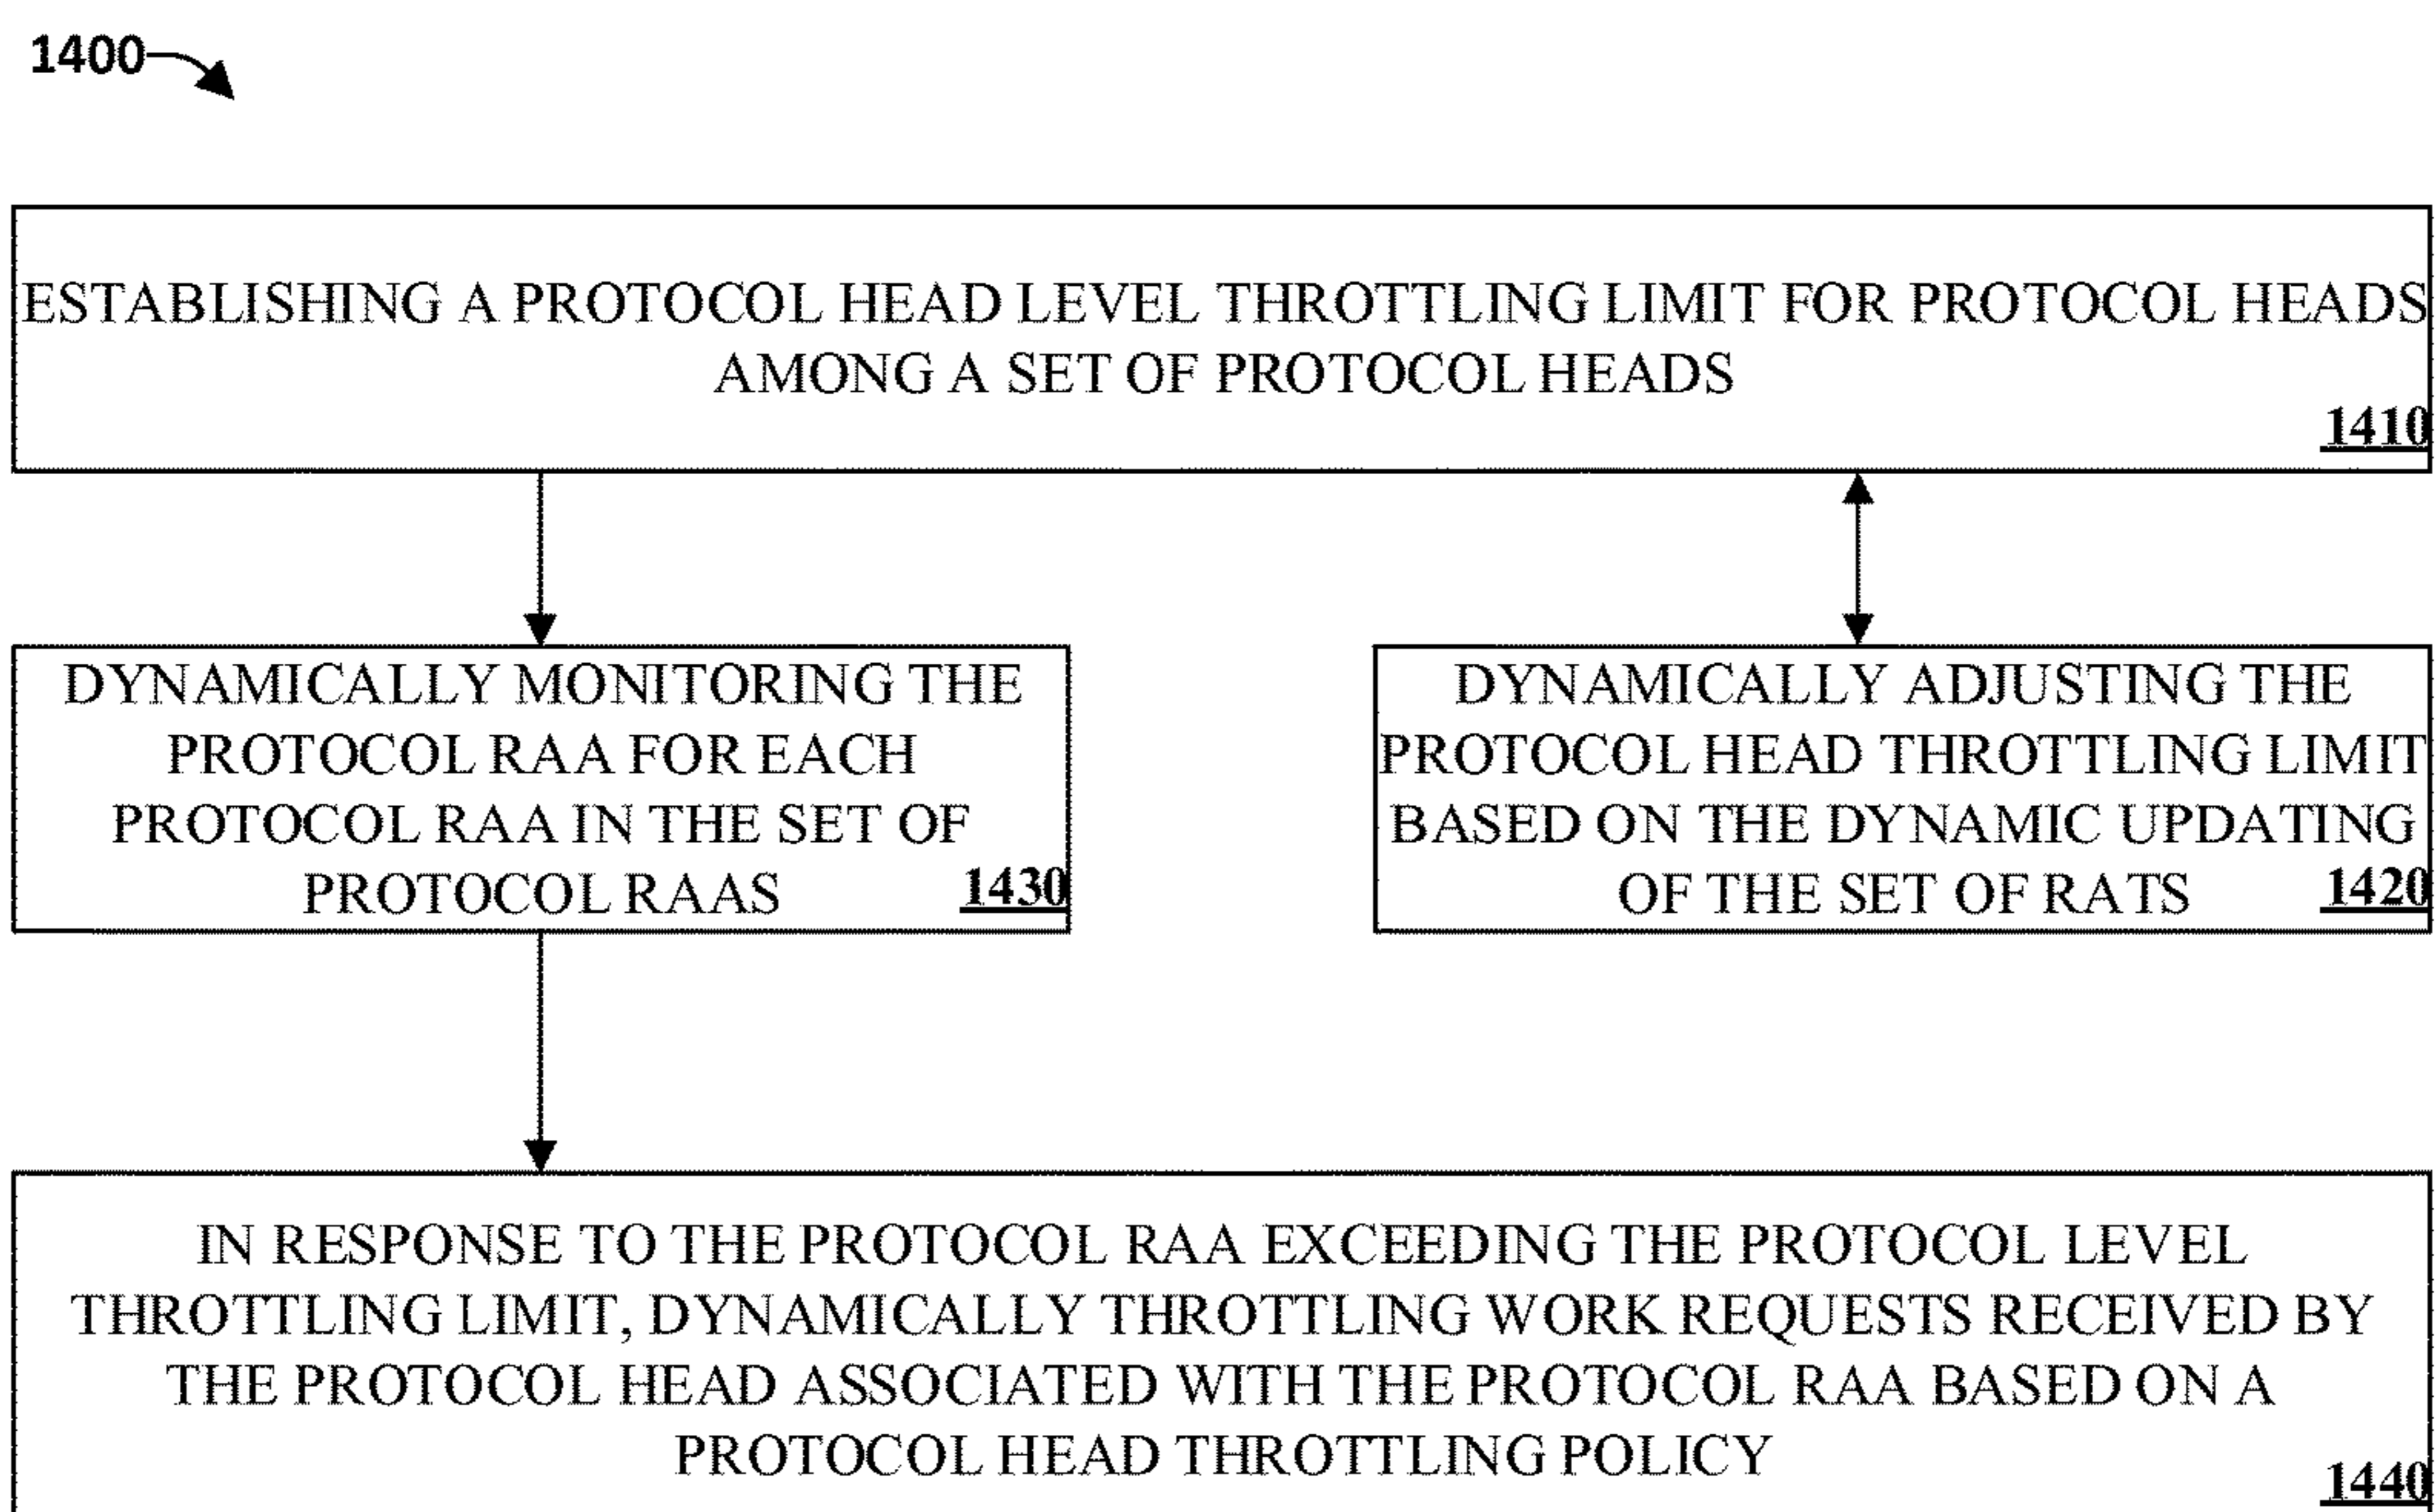 1400
ESTABLISHING A PROTOCOL HEAD LEVEL THROTTLING LIMIT FOR PROTOCOL HEADS
AMONG A SET OF PROTOCOL HEADS
1410
DYNAMICALLY MONITORING THE
PROTOCOL RAA FOR EACH
PROTOCOL RAA IN THE SET OF
PROTOCOL RAAS
1430
DYNAMICALLY ADJUSTING THE
PROTOCOL HEAD THROTTLING LIMIT
BASED ON THE DYNAMIC UPDATING
OF THE SET OF RATS
1420
IN RESPONSE TO THE PROTOCOL RAA EXCEEDING THE PROTOCOL LEVEL
THROTTLING LIMIT, DYNAMICALLY THROTTLING WORK REQUESTS RECEIVED BY
THE PROTOCOL HEAD ASSOCIATED WITH THE PROTOCOL RAA BASED ON A
PROTOCOL HEAD THROTTLING POLICY
1440